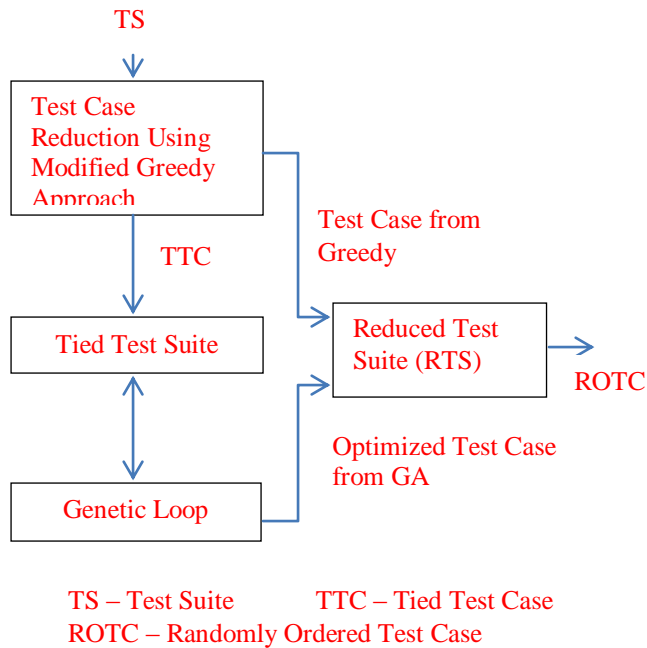 TS
Test Case
Reduction Using
Modified Greedy
Approach
TTC
Test Case from
Greedy
Tied Test Suite
Reduced Test
Suite (RTS)
ROTC
Optimized Test Case
from GA
Genetic Loop
TS – Test Suite TTC – Tied Test Case
ROTC – Randomly Ordered Test Case